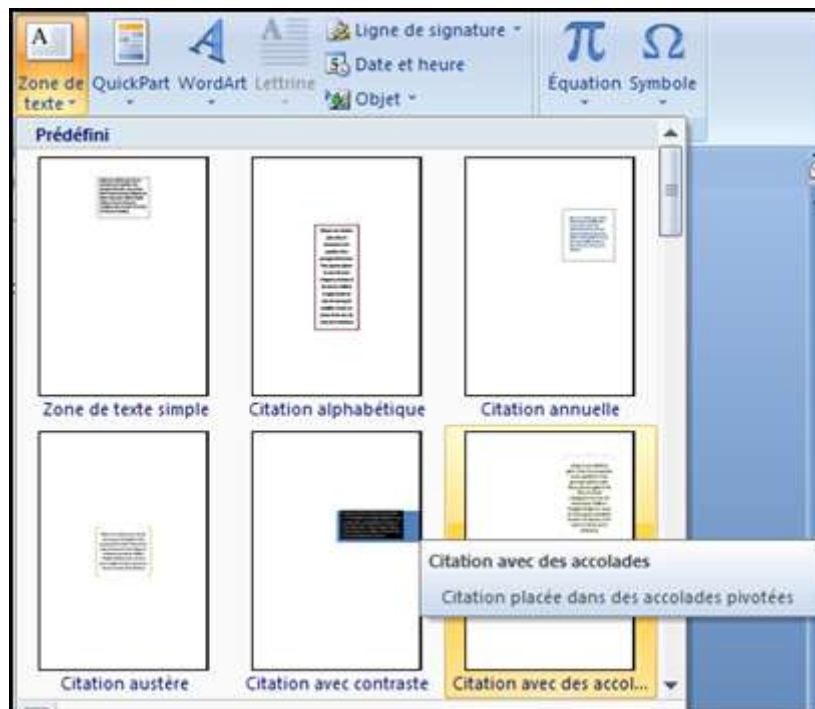 Ligne de signature
Zone de texte
QuickPart
WordArt
Lettrine
Date et heure
Objet
Équation
Symbole
Prédéfini
Zone de texte simple
Citation alphabétique
Citation annuelle
Citation austère
Citation avec contraste
Citation avec des accol...
Citation avec des accolades
Citation placée dans des accolades pivotées